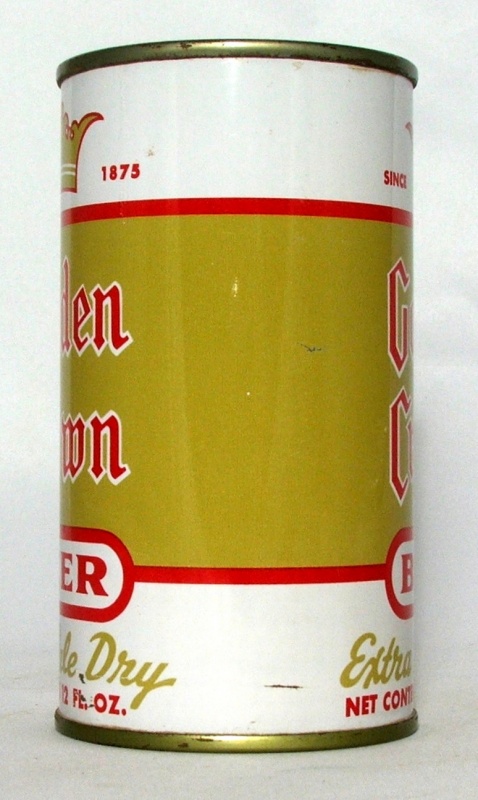 1875
den
wn
ER
le Dry
12 FL. OZ.
SINCE
G
C
B
Extra
NET CONT